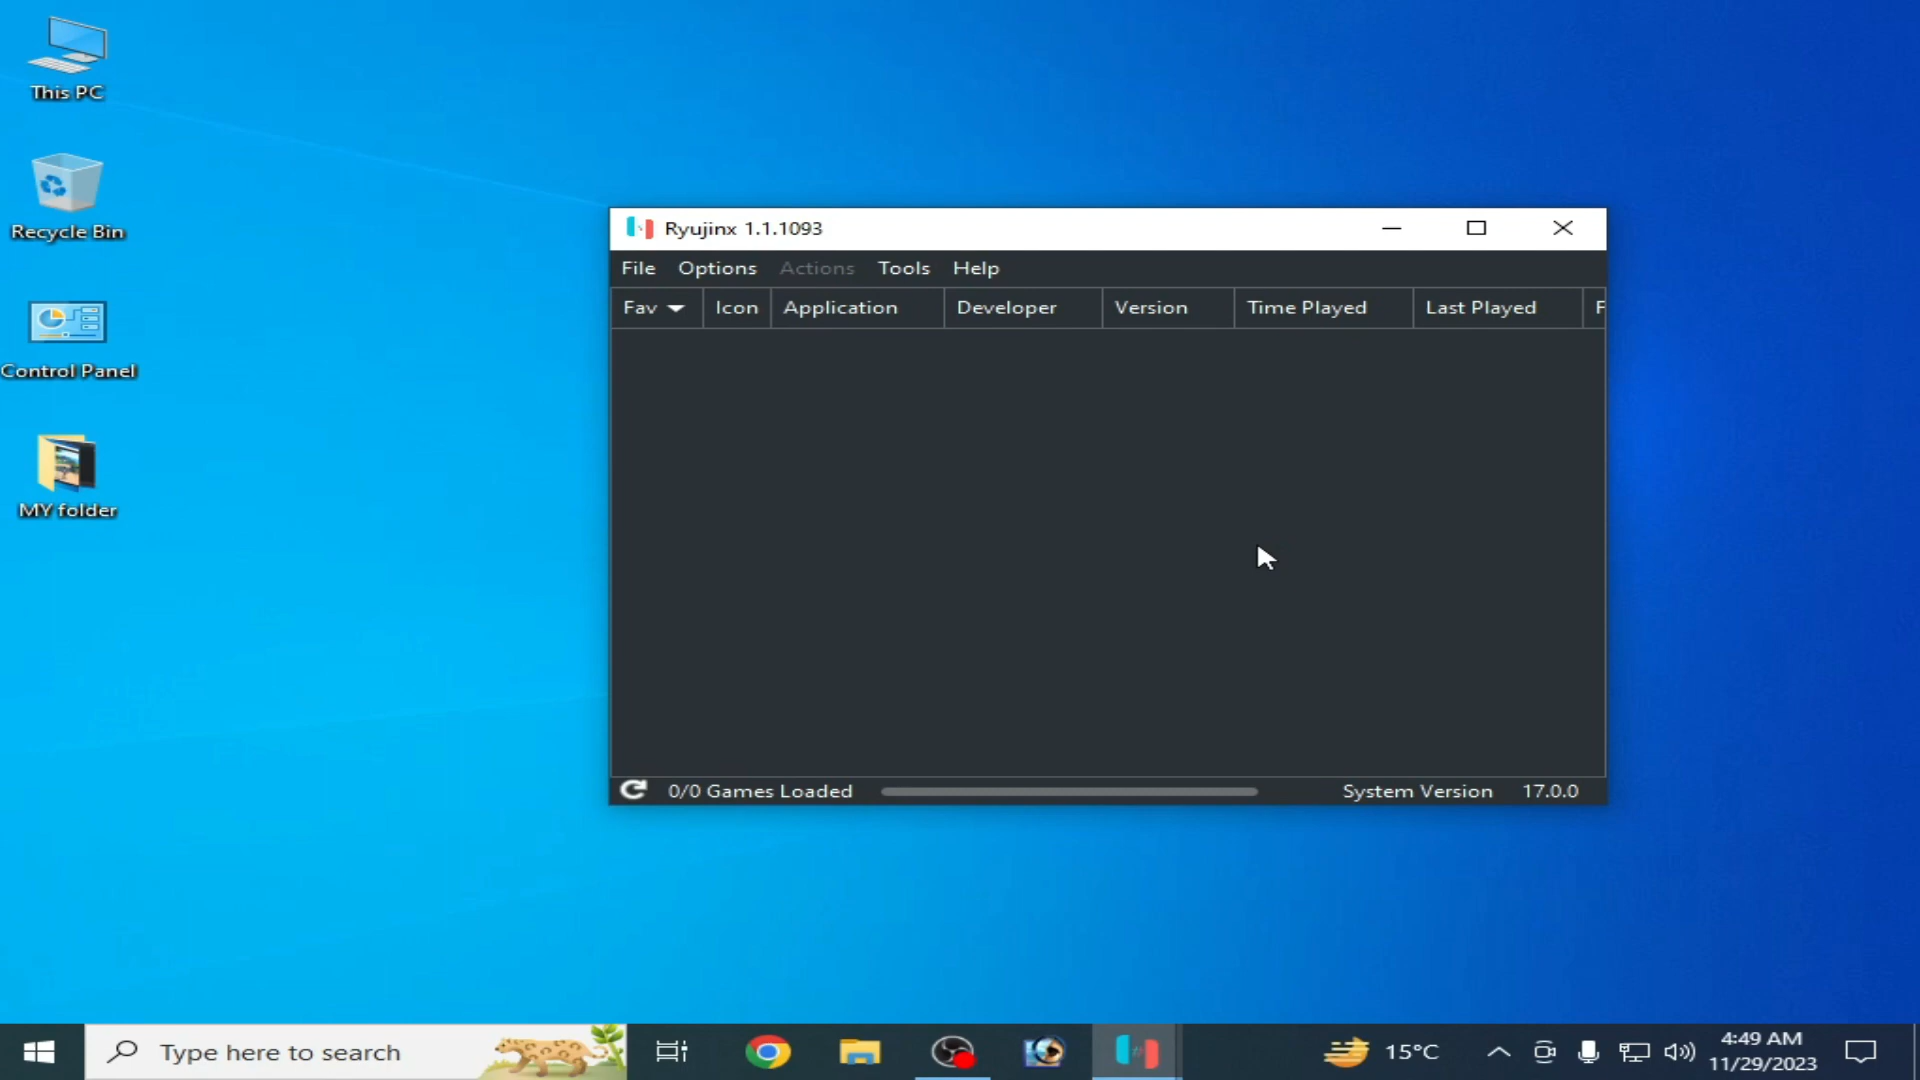 This PC
Recycle Bin
Control Panel
MY folder
Ryujinx 1.1.1093
File Options Actions Tools Help
Fav Icon Application Developer Version Time Played Last Played F
0/0 Games Loaded System Version 17.0.0
Type here to search
15°C
4:49 AM
11/29/2023